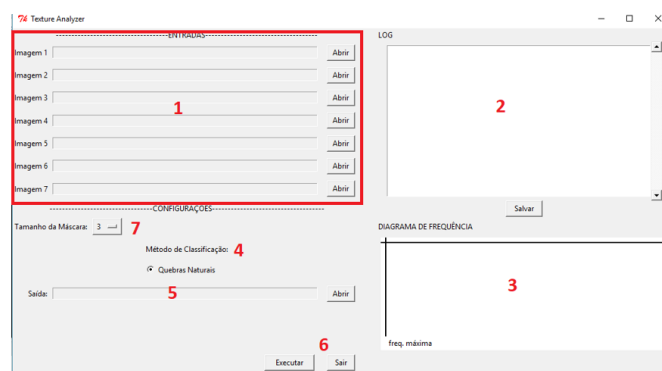 Texture Analyzer
----------ENTRADAS----------
Imagem 1 Abrir
Imagem 2 Abrir
Imagem 3 Abrir
1
Imagem 4 Abrir
Imagem 5 Abrir
Imagem 6 Abrir
Imagem 7 Abrir
----------CONFIGURAÇÕES----------
Tamanho da Máscara: 3 7
Método de Classificação: 4
Quebras Naturais
Saída: 5 Abrir
6
Executar Sair
LOG
2
Salvar
DIAGRAMA DE FREQUÊNCIA
3
freq. máxima